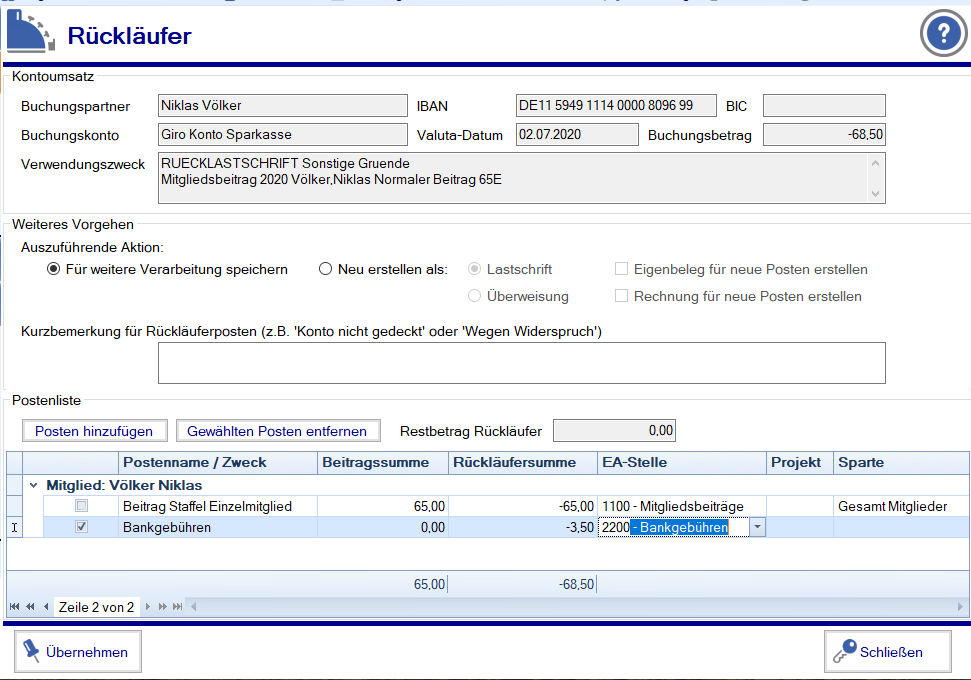 Rückläufer
?
Kontoumsatz
Buchungspartner Niklas Völker IBAN DE11 5949 1114 0000 8096 99 BIC
Buchungskonto Giro Konto Sparkasse Valuta-Datum 02.07.2020 Buchungsbetrag -68,50
Verwendungszweck RUECKLASTSCHRIFT Sonstige Gruende
Mitgliedsbeitrag 2020 Völker,Niklas Normaler Beitrag 65E
Weiteres Vorgehen
Auszuführende Aktion:
Für weitere Verarbeitung speichern Neu erstellen als: Lastschrift Eigenbeleg für neue Posten erstellen
Überweisung Rechnung für neue Posten erstellen
Kurzbemerkung für Rückläuferposten (z.B. 'Konto nicht gedeckt' oder 'Wegen Widerspruch')
Postenliste
Posten hinzufügen Gewählten Posten entfernen Restbetrag Rückläufer 0,00
Postenname / Zweck Beitragssumme Rückläufersumme EA-Stelle Projekt Sparte
Mitglied: Völker Niklas
Beitrag Staffel Einzelmitglied 65,00 -65,00 1100 - Mitgliedsbeiträge Gesamt Mitglieder
Bankgebühren 0,00 -3,50 2200 - Bankgebühren
65,00 -68,50
Zeile 2 von 2
Übernehmen Schließen